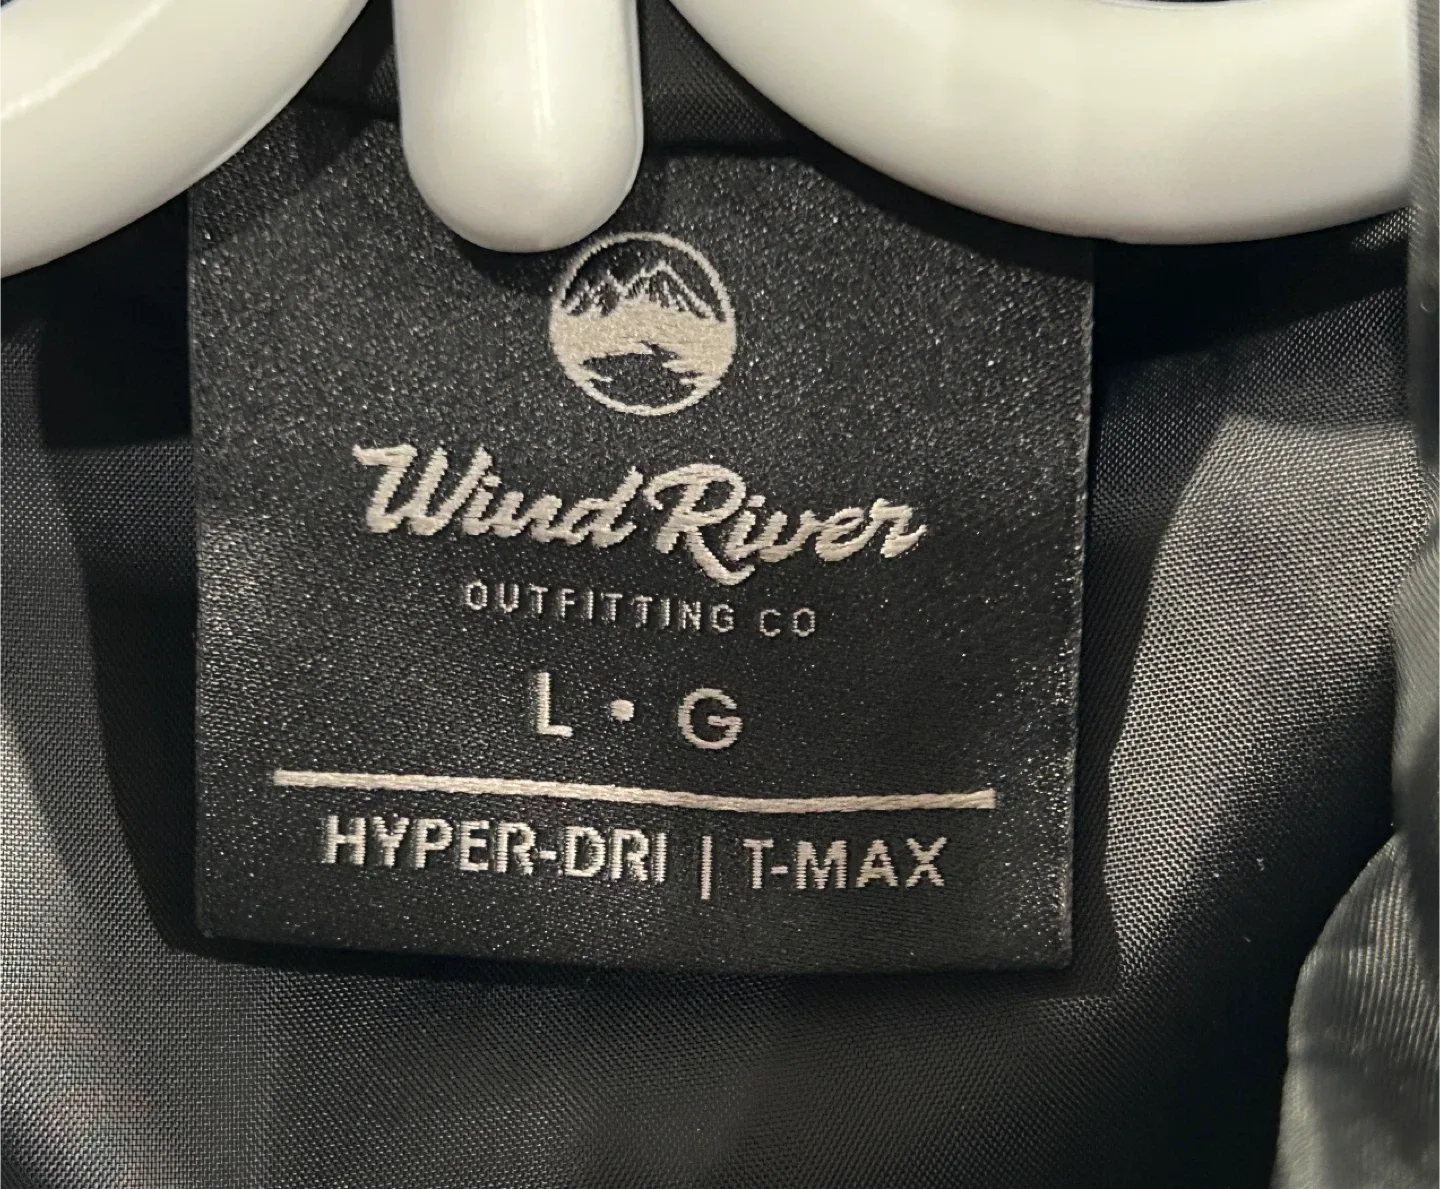 Wind River
OUTFITTING CO
L • G
HYPER-DRI | T-MAX